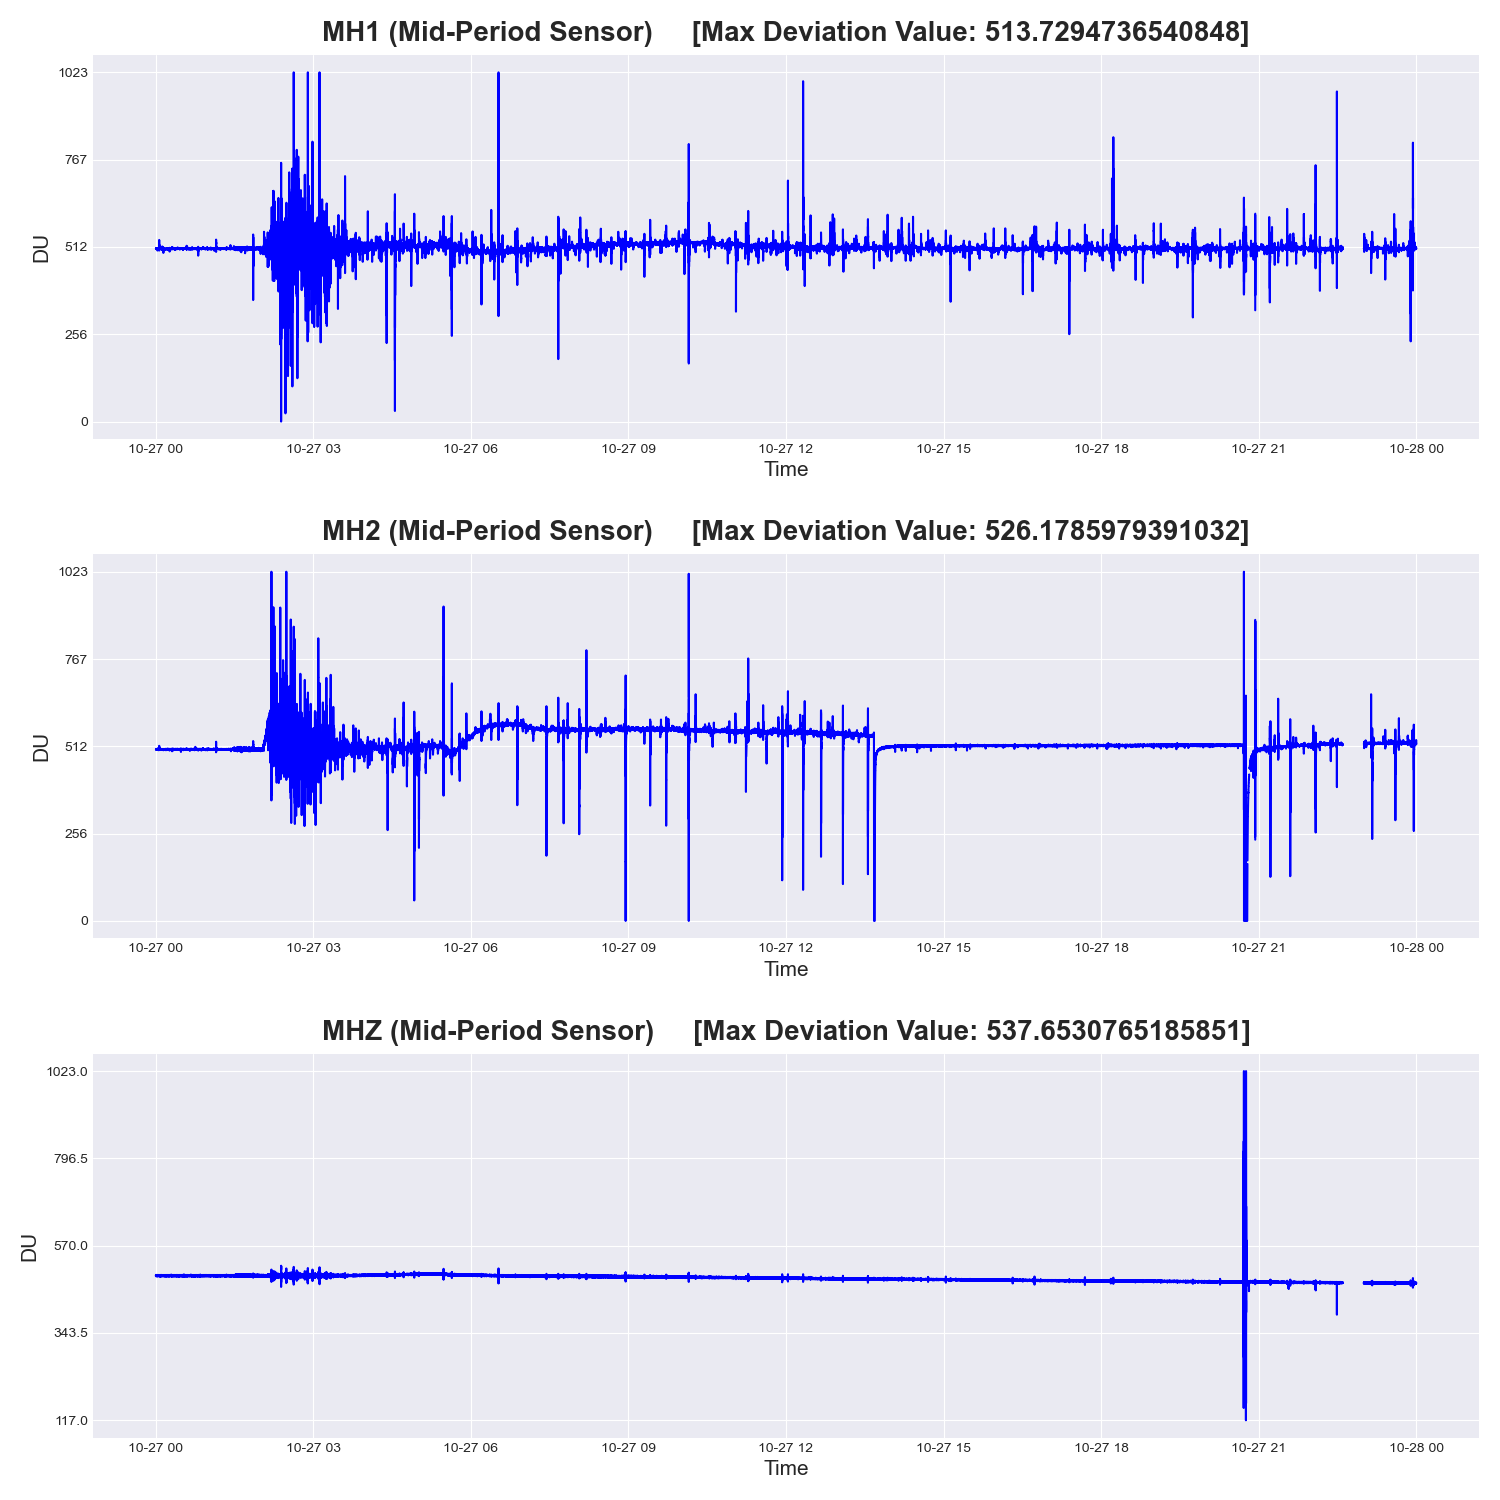 MH1 (Mid-Period Sensor) [Max Deviation Value: 513.7294736540848]
1023
767
512
256
0
DU
10-27 00 10-27 03 10-27 06 10-27 09 10-27 12 10-27 15 10-27 18 10-27 21 10-28 00
Time
MH2 (Mid-Period Sensor) [Max Deviation Value: 526.1785979391032]
1023
767
512
256
0
DU
10-27 00 10-27 03 10-27 06 10-27 09 10-27 12 10-27 15 10-27 18 10-27 21 10-28 00
Time
MHZ (Mid-Period Sensor) [Max Deviation Value: 537.6530765185851]
1023.0
796.5
570.0
343.5
117.0
DU
10-27 00 10-27 03 10-27 06 10-27 09 10-27 12 10-27 15 10-27 18 10-27 21 10-28 00
Time